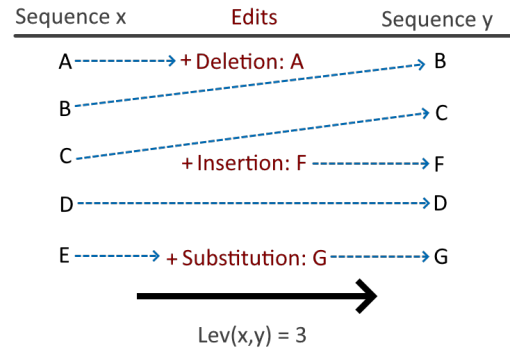 Sequence x Edits Sequence y
A + Deletion: A B
B
C C
+ Insertion: F F
D D
E + Substitution: G G
Lev(x,y) = 3